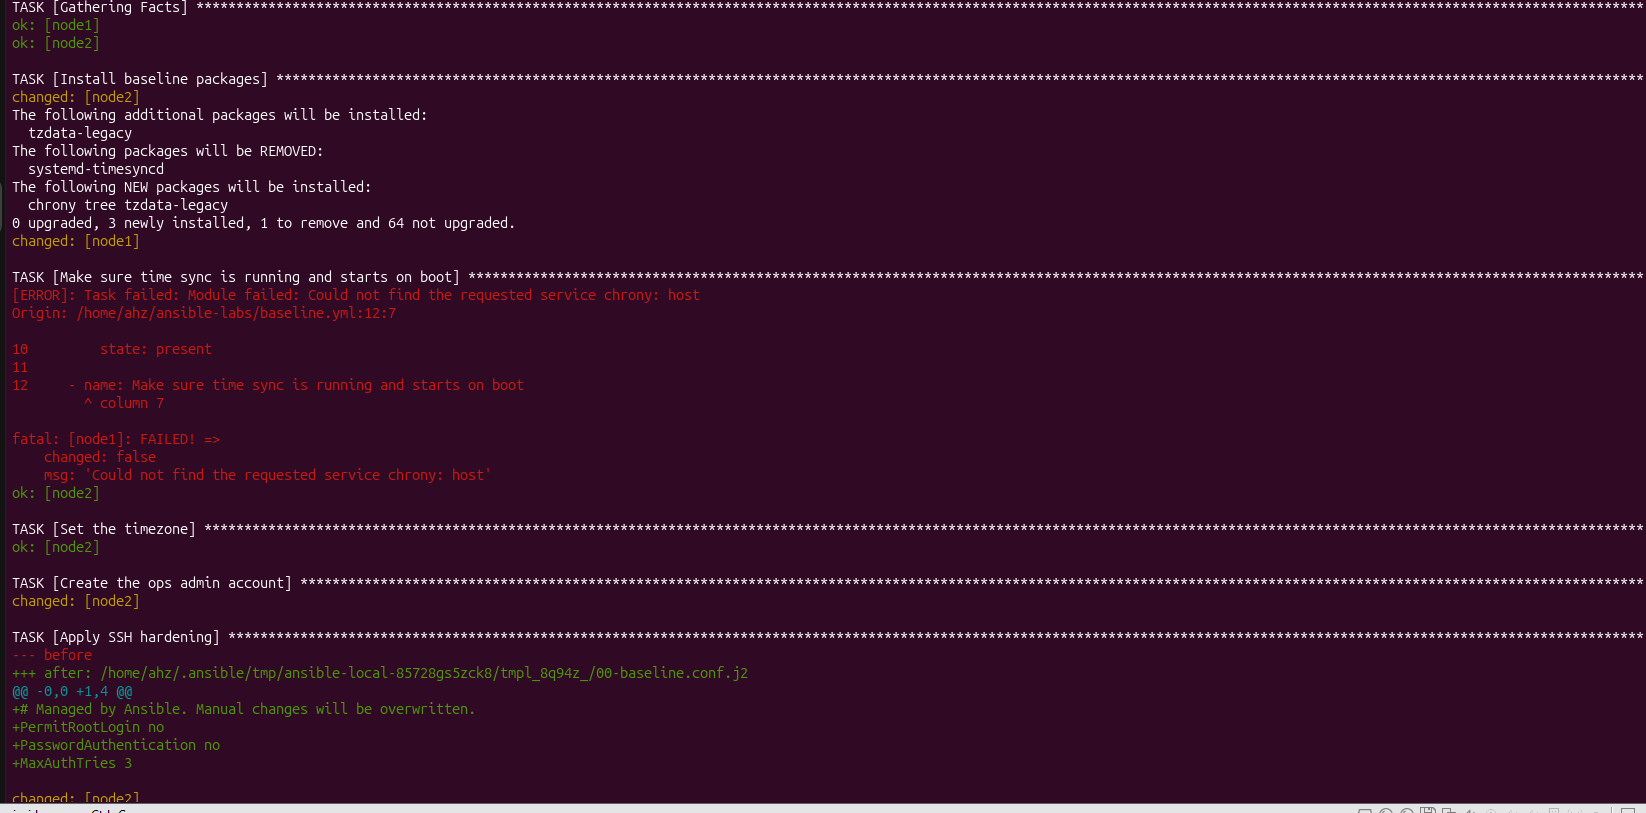 TASK [Gathering Facts] *************************************************************************************************************************************************************************************
ok: [node1]
ok: [node2]
TASK [Install baseline packages] ***************************************************************************************************************************************************************************
changed: [node2]
The following additional packages will be installed:
  tzdata-legacy
The following packages will be REMOVED:
  systemd-timesyncd
The following NEW packages will be installed:
  chrony tree tzdata-legacy
0 upgraded, 3 newly installed, 1 to remove and 64 not upgraded.
changed: [node1]
TASK [Make sure time sync is running and starts on boot] ***************************************************************************************************************************************************
[ERROR]: Task failed: Module failed: Could not find the requested service chrony: host
Origin: /home/ahz/ansible-labs/baseline.yml:12:7
10         state: present
11
12     - name: Make sure time sync is running and starts on boot
         ^ column 7
fatal: [node1]: FAILED! =>
    changed: false
    msg: 'Could not find the requested service chrony: host'
ok: [node2]
TASK [Set the timezone] ************************************************************************************************************************************************************************************
ok: [node2]
TASK [Create the ops admin account] ************************************************************************************************************************************************************************
changed: [node2]
TASK [Apply SSH hardening] *********************************************************************************************************************************************************************************
--- before
+++ after: /home/ahz/.ansible/tmp/ansible-local-85728gs5zck8/tmpl_8q94z_/00-baseline.conf.j2
@@ -0,0 +1,4 @@
+# Managed by Ansible. Manual changes will be overwritten.
+PermitRootLogin no
+PasswordAuthentication no
+MaxAuthTries 3
changed: [node2]